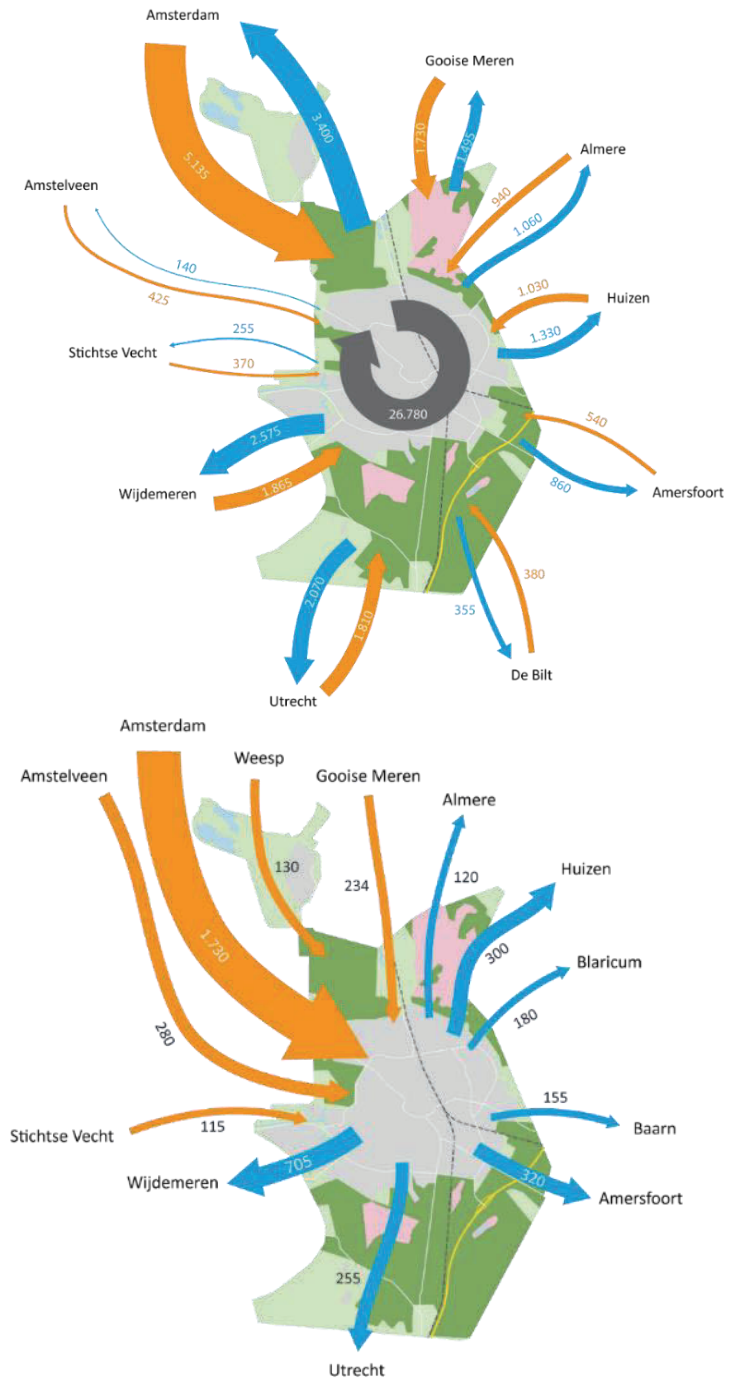 Amsterdam
Gooise Meren
3.400
1.730
1.495
Almere
5.135
Amstelveen
940
1.060
140
425
1.030
Huizen
255
1.330
Stichtse Vecht
370
26.780
540
2.575
Wijdemeren
1.865
860
Amersfoort
2.070
1.810
355
380
De Bilt
Utrecht
Amsterdam
Weesp
Amstelveen
Gooise Meren
Almere
130
234
120
Huizen
1.730
300
Blaricum
280
180
155
Stichtse Vecht
115
Baarn
705
Wijdemeren
320
Amersfoort
255
Utrecht